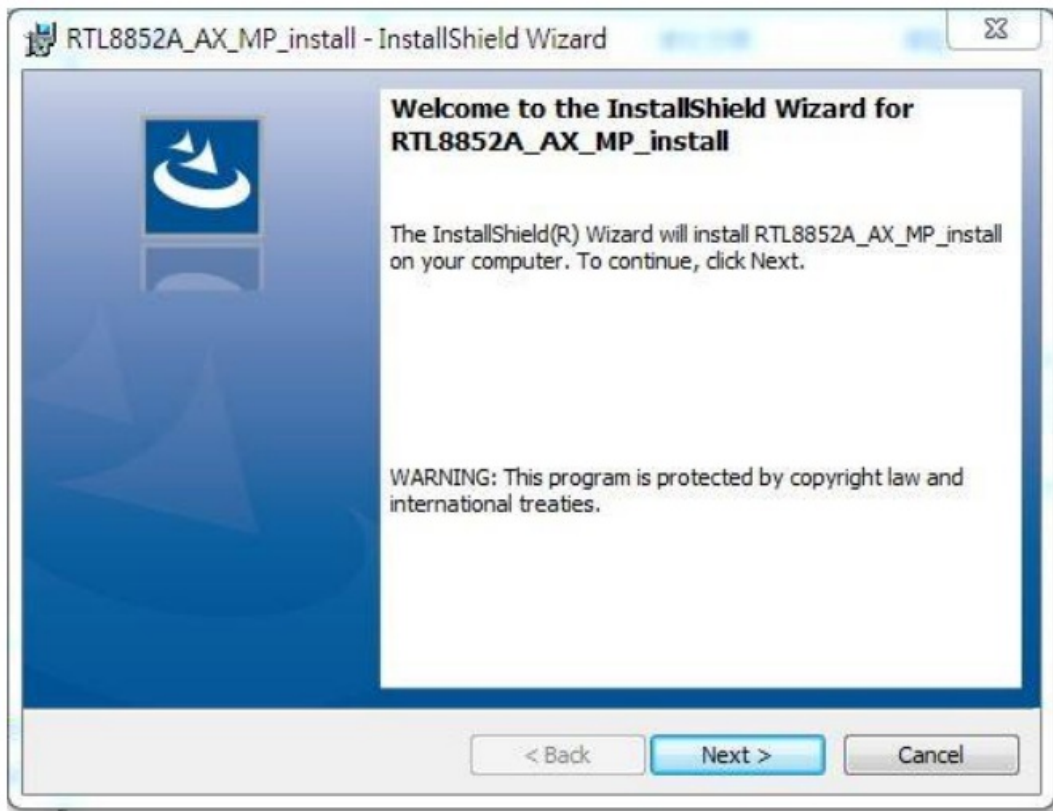 RTL8852A_AX_MP_install - InstallShield Wizard
Welcome to the InstallShield Wizard for
RTL8852A_AX_MP_install
The InstallShield(R) Wizard will install RTL8852A_AX_MP_install
on your computer. To continue, click Next.
WARNING: This program is protected by copyright law and
international treaties.
< Back
Next >
Cancel